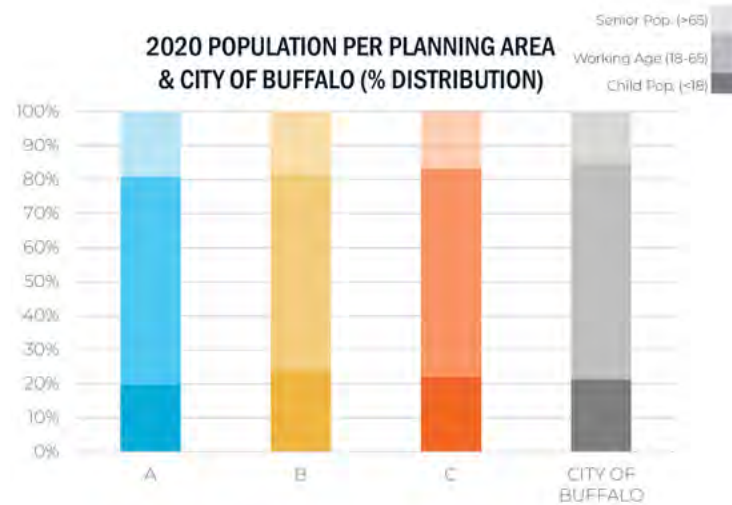 Senior Pop. (>65)
Working Age (18-65)
Child Pop. (<18)
2020 POPULATION PER PLANNING AREA
& CITY OF BUFFALO (% DISTRIBUTION)
100%
90%
80%
70%
60%
50%
40%
30%
20%
10%
0%
A
B
C
CITY OF
BUFFALO